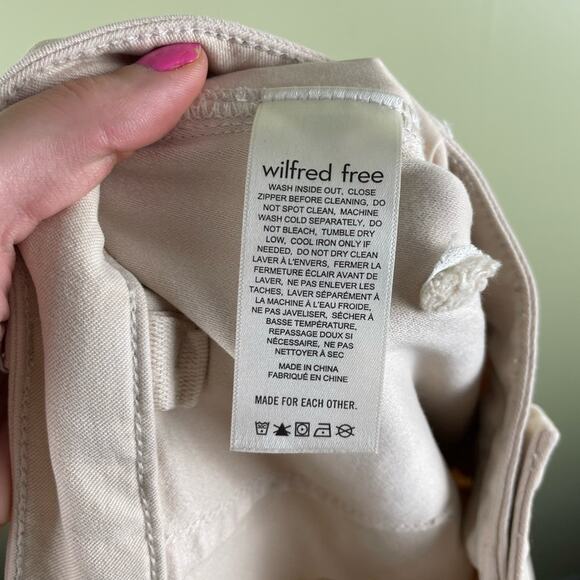 wilfred free
WASH INSIDE OUT, CLOSE
ZIPPER BEFORE CLEANING, DO
NOT SPOT CLEAN, MACHINE
WASH COLD SEPARATELY, DO
NOT BLEACH, TUMBLE DRY
LOW, COOL IRON ONLY IF
NEEDED, DO NOT DRY CLEAN
LAVER À L'ENVERS, FERMER LA
FERMETURE ÉCLAIR AVANT DE
LAVER, NE PAS ENLEVER LES
TACHES, LAVER SÉPARÉMENT À
LA MACHINE À L'EAU FROIDE,
NE PAS JAVELISER, SÉCHER À
BASSE TEMPÉRATURE,
REPASSAGE DOUX SI
NÉCESSAIRE, NE PAS
NETTOYER À SEC
MADE IN CHINA
FABRIQUÉ EN CHINE
MADE FOR EACH OTHER.